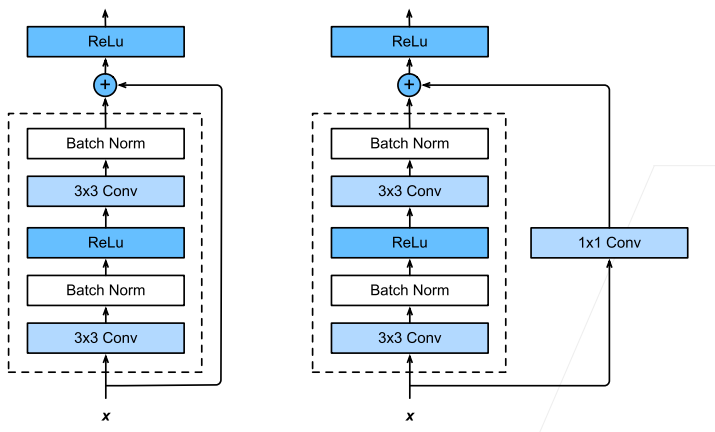 ReLu
+
Batch Norm
3x3 Conv
ReLu
Batch Norm
3x3 Conv
x
ReLu
+
Batch Norm
3x3 Conv
ReLu
1x1 Conv
Batch Norm
3x3 Conv
x